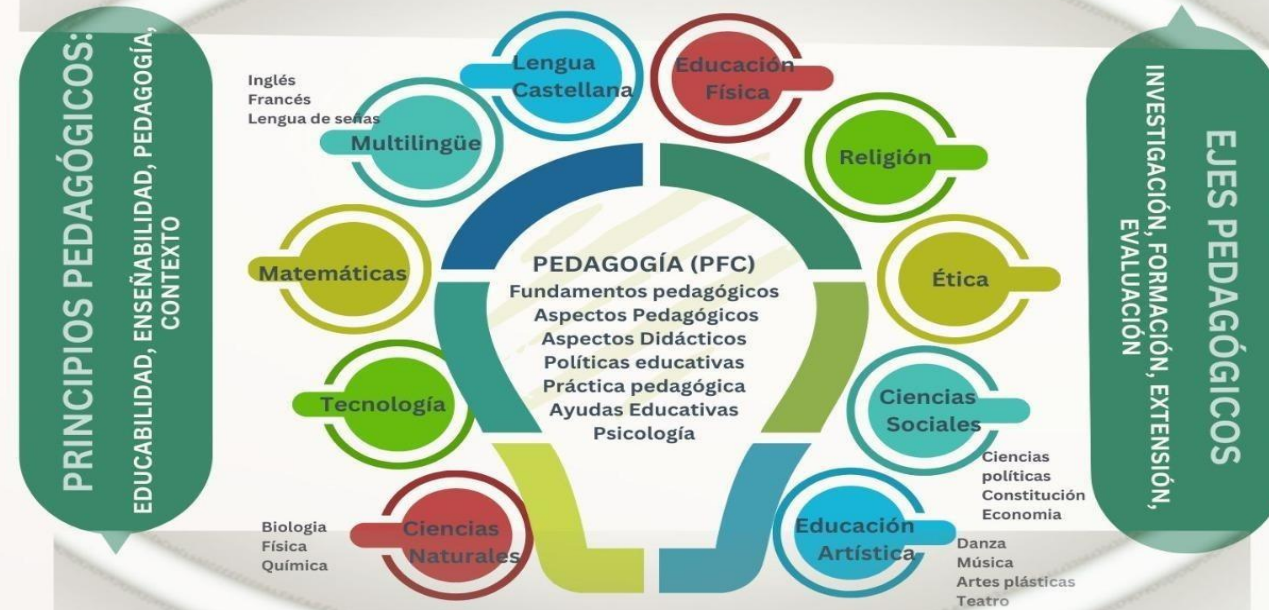 PRINCIPIOS PEDAGÓGICOS:
EDUCABILIDAD, ENSEÑABILIDAD, PEDAGOGÍA,
CONTEXTO
Inglés
Francés
Lengua de señas
Multilingüe
Lengua
Castellana
Educación
Física
Religión
Matemáticas
Ética
Tecnología
Ciencias
Sociales
Ciencias
políticas
Constitución
Economia
Biologia
Física
Química
Ciencias
Naturales
Educación
Artística
Danza
Música
Artes plásticas
Teatro
PEDAGOGÍA (PFC)
Fundamentos pedagógicos
Aspectos Pedagógicos
Aspectos Didácticos
Políticas educativas
Práctica pedagógica
Ayudas Educativas
Psicología
EJES PEDAGÓGICOS
INVESTIGACIÓN, FORMACIÓN, EXTENSIÓN,
EVALUACIÓN